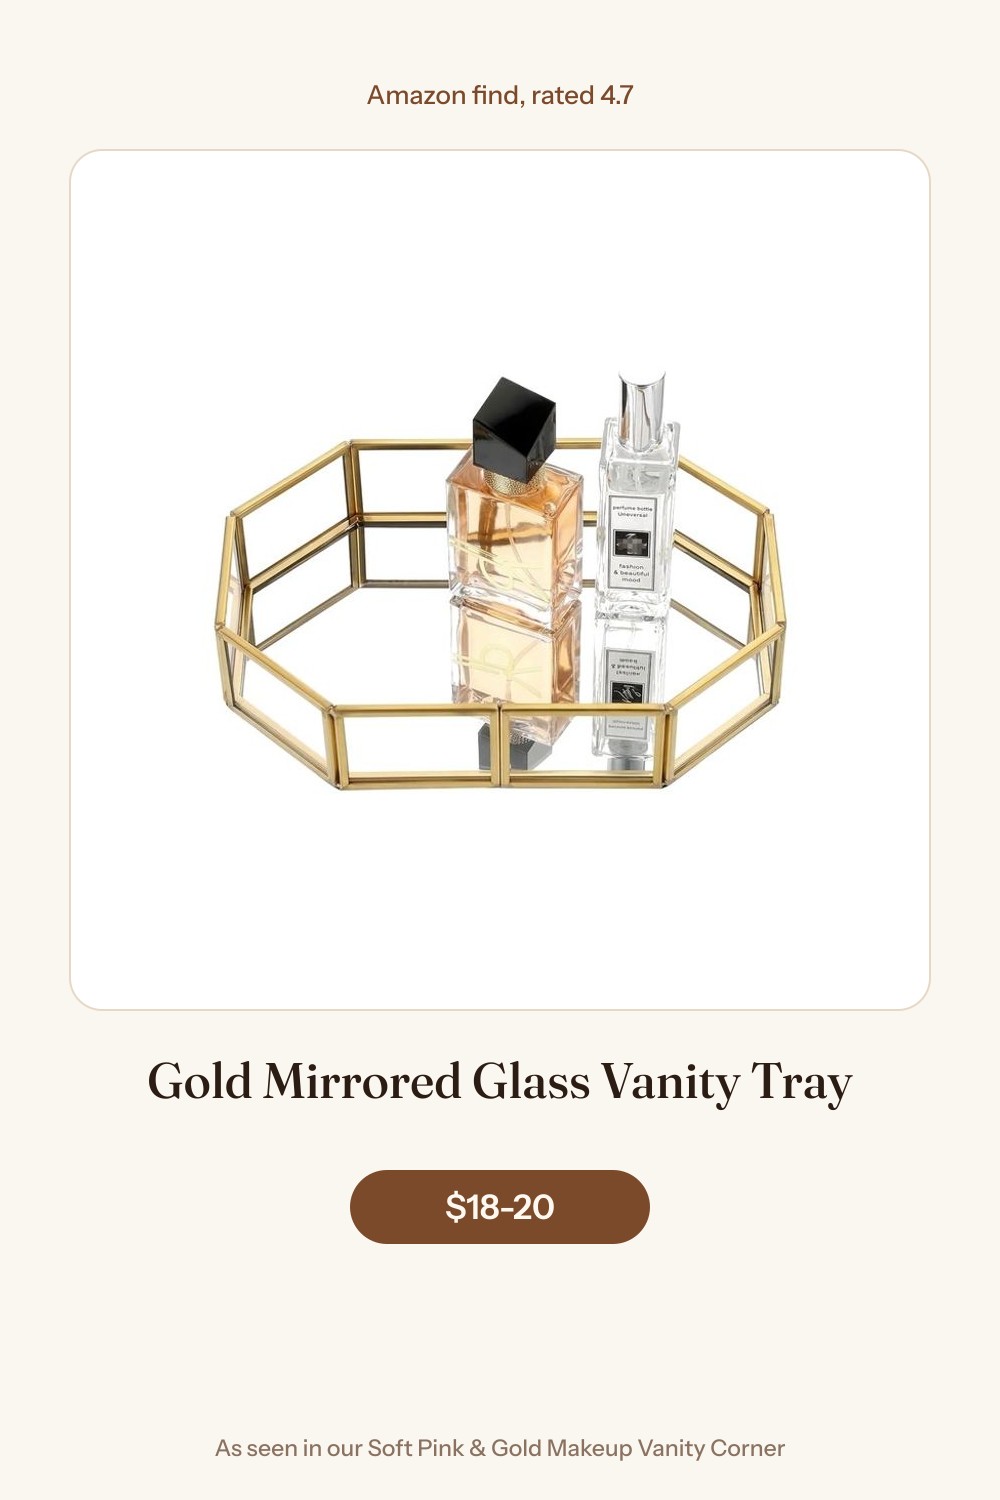 Amazon find, rated 4.7
perfume bottle
Uneversal
fashion
& beautiful
mood
Gold Mirrored Glass Vanity Tray
$18-20
As seen in our Soft Pink & Gold Makeup Vanity Corner